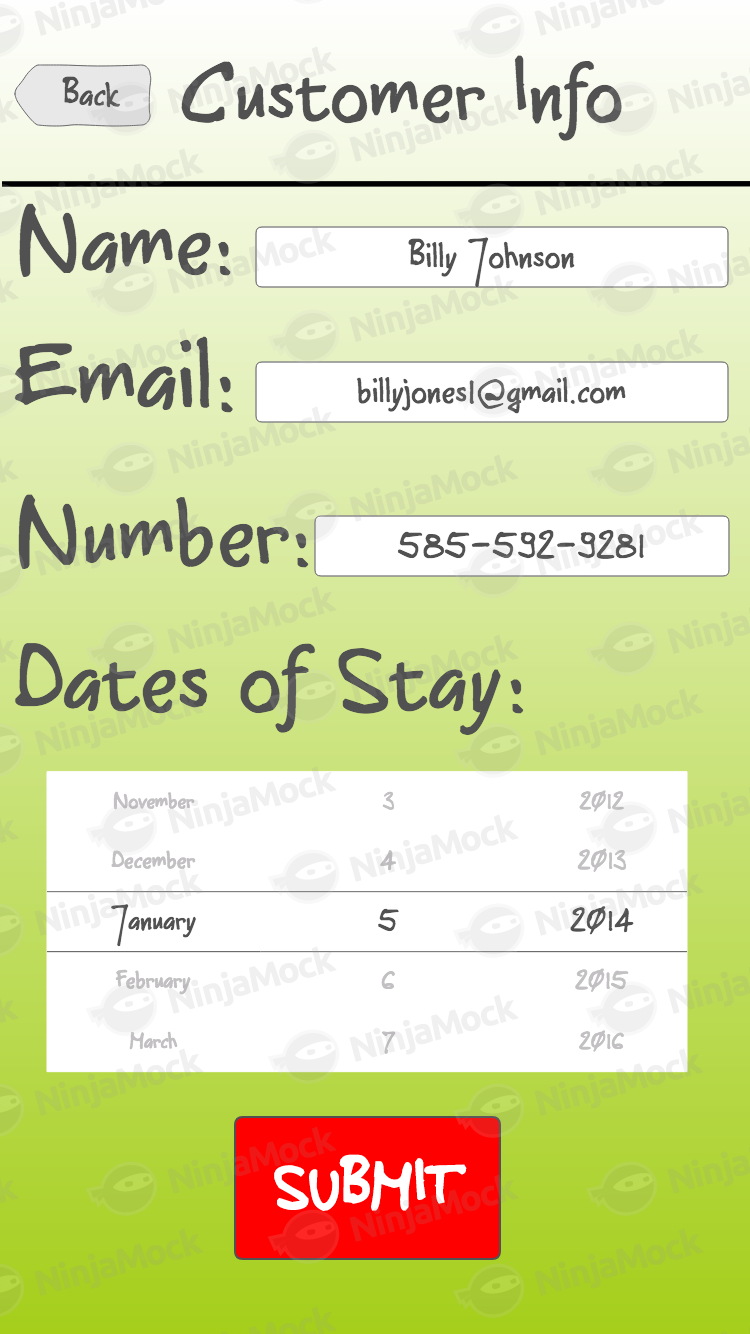 Back
Customer Info
Name:
Billy Johnson
Email:
billyjones1@gmail.com
Number:
585-592-9281
Dates of Stay:
November 3 2012
December 4 2013
January 5 2014
February 6 2015
March 7 2016
SUBMIT
NinjaMock